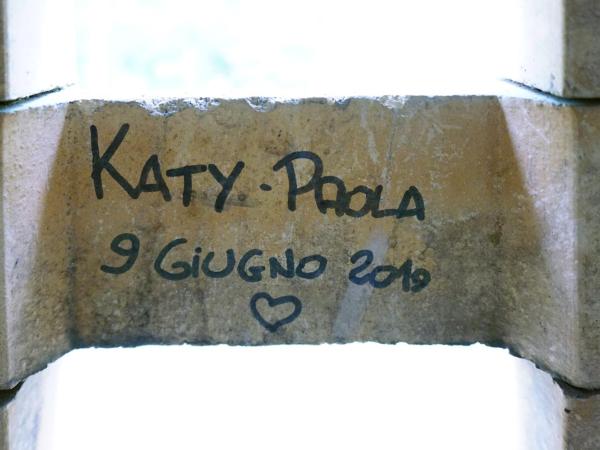 KATY - PAOLA
9 GiUGNO 2019